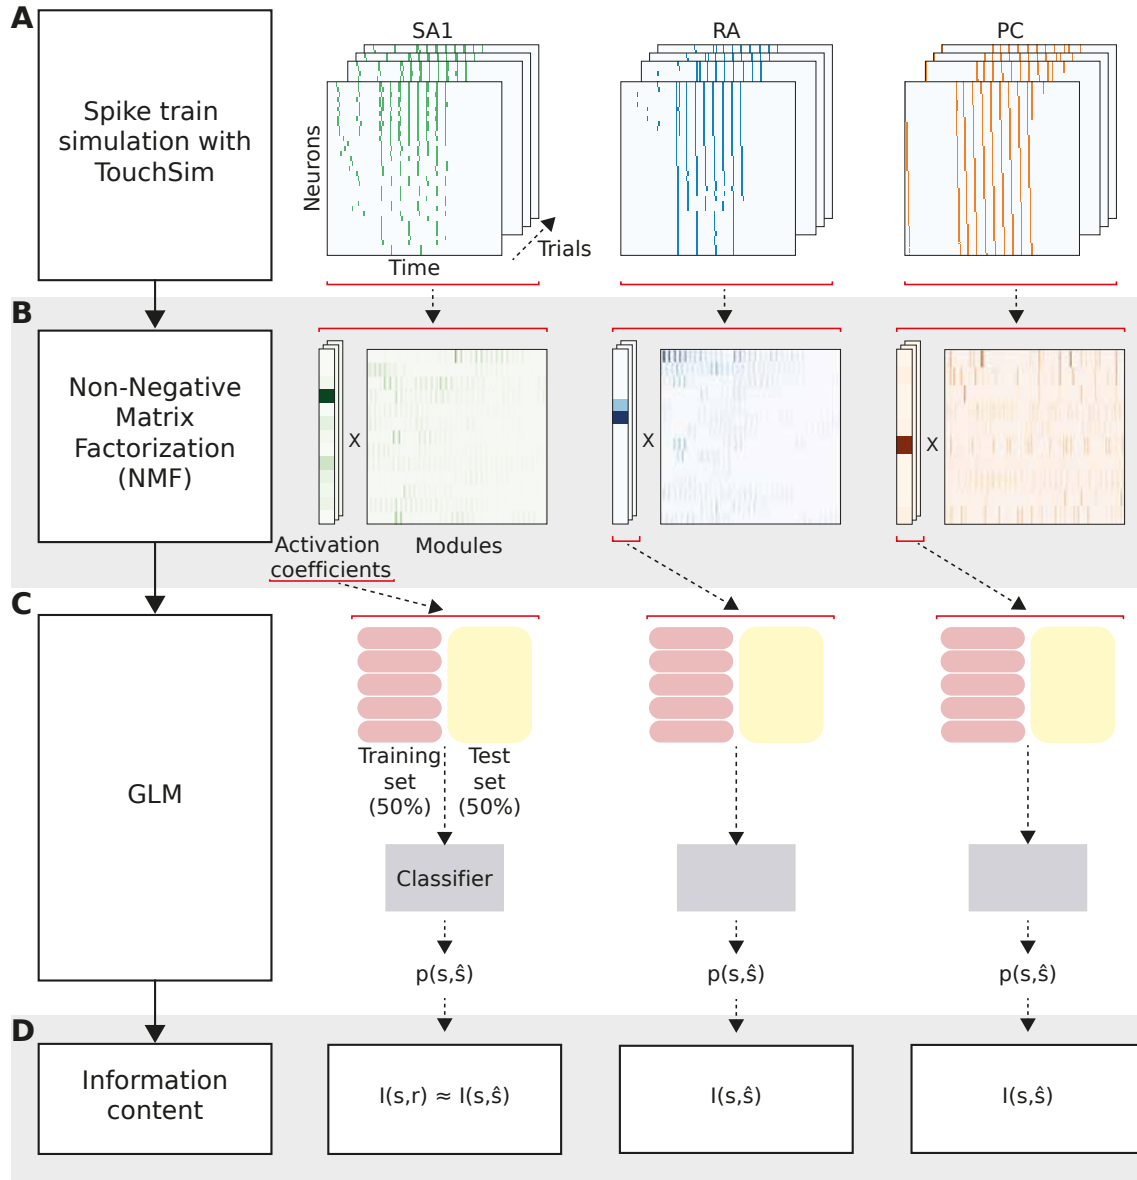 A
Spike train
simulation with
TouchSim
SA1
RA
PC
Neurons
Time
Trials
B
Non-Negative
Matrix
Factorization
(NMF)
X
X
X
Activation
coefficients
Modules
C
GLM
Training
set
(50%)
Test
set
(50%)
Classifier
p(s,ŝ)
p(s,ŝ)
p(s,ŝ)
D
Information
content
I(s,r) ≈ I(s,ŝ)
I(s,ŝ)
I(s,ŝ)